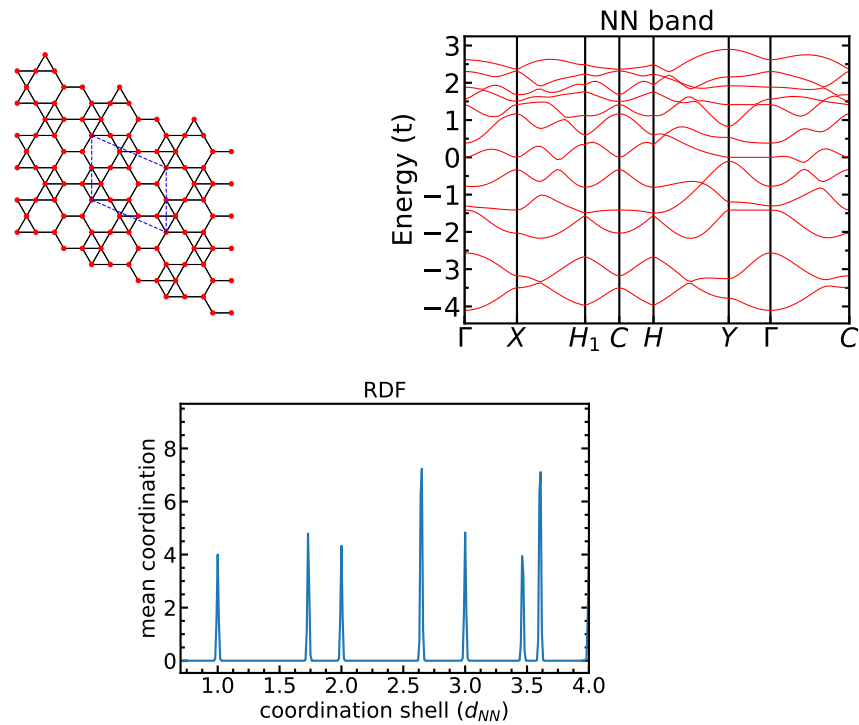 NN band
Energy (t)
3
2
1
0
−1
−2
−3
−4
Γ X H₁ C H Y Γ C
RDF
mean coordination
8
6
4
2
0
1.0 1.5 2.0 2.5 3.0 3.5 4.0
coordination shell (d_NN)